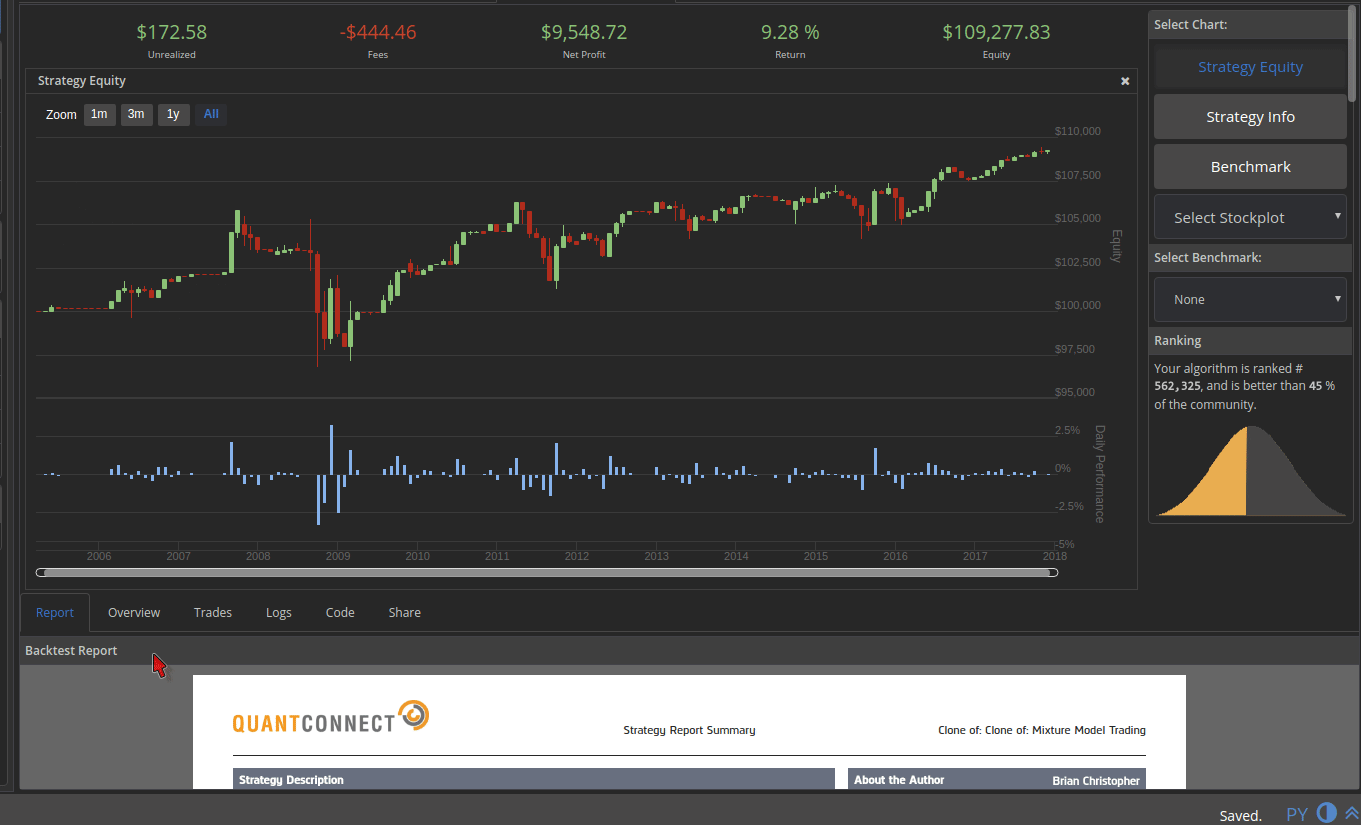 $172.58
Unrealized
-$444.46
Fees
$9,548.72
Net Profit
9.28 %
Return
$109,277.83
Equity
Strategy Equity
✖
Zoom 1m 3m 1y All
$110,000
$107,500
$105,000
$102,500
$100,000
$97,500
$95,000
Equity
2.5%
0%
-2.5%
-5%
Daily Performance
2006 2007 2008 2009 2010 2011 2012 2013 2014 2015 2016 2017 2018
Select Chart:
Strategy Equity
Strategy Info
Benchmark
Select Stockplot
Select Benchmark:
None
Ranking
Your algorithm is ranked #
562,325, and is better than 45 %
of the community.
Report Overview Trades Logs Code Share
Backtest Report
QUANTCONNECT
Strategy Report Summary
Clone of: Clone of: Mixture Model Trading
Strategy Description
About the Author Brian Christopher
Saved. PY